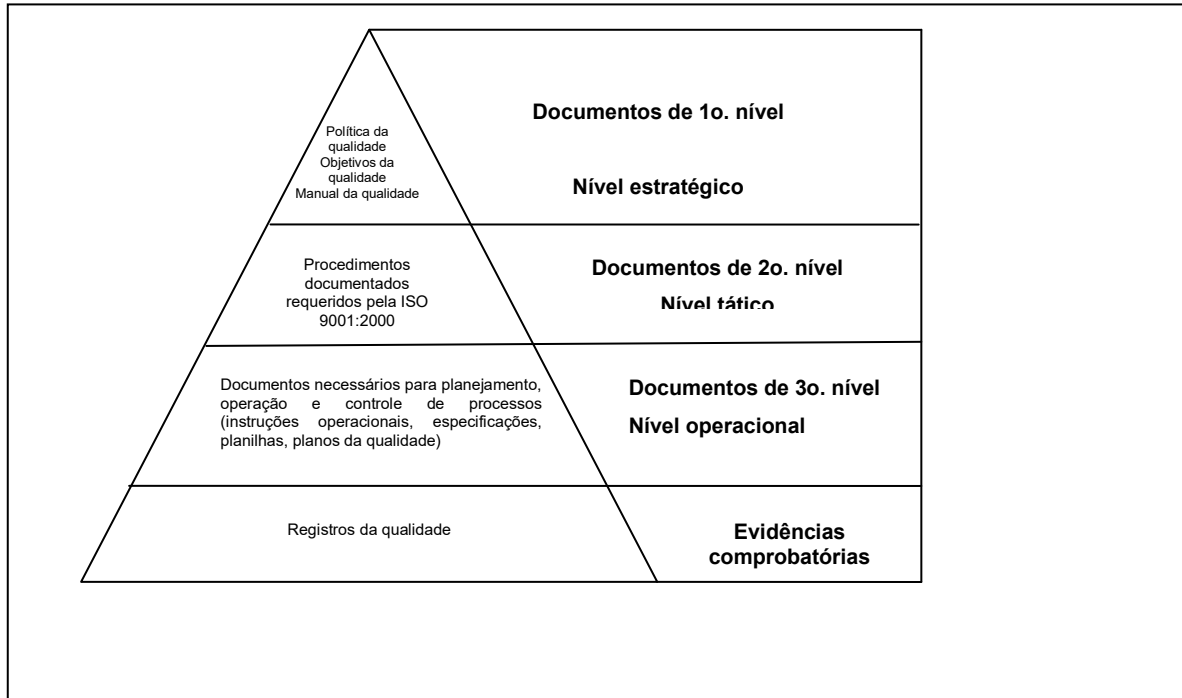 Documentos de 1o. nível
Política da
qualidade
Objetivos da
qualidade
Manual da qualidade
Nível estratégico
Procedimentos
documentados
requeridos pela ISO
9001:2000
Documentos de 2o. nível
Nível tático
Documentos necessários para planejamento,
operação e controle de processos
(instruções operacionais, especificações,
planilhas, planos da qualidade)
Documentos de 3o. nível
Nível operacional
Registros da qualidade
Evidências
comprobatórias